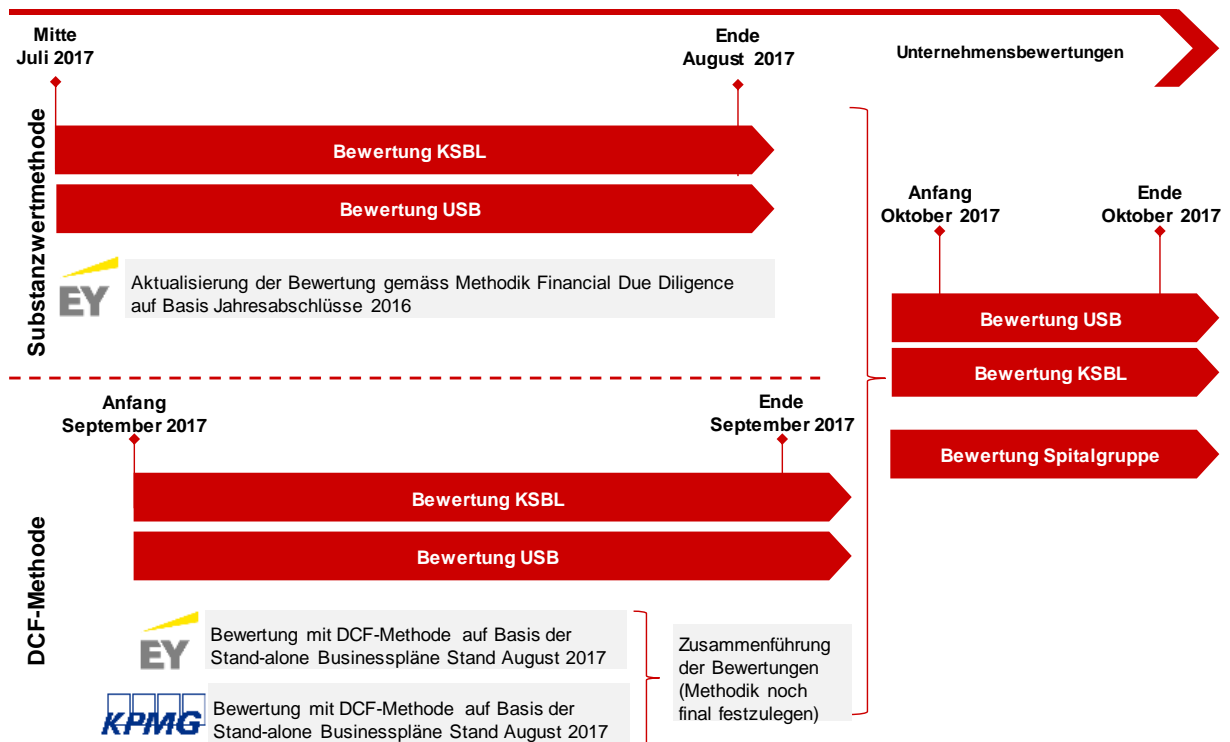 Mitte
Juli 2017
Ende
August 2017
Unternehmensbewertungen
Substanzwertmethode
Bewertung KSBL
Bewertung USB
EY
Aktualisierung der Bewertung gemäss Methodik Financial Due Diligence
auf Basis Jahresabschlüsse 2016
Anfang
Oktober 2017
Ende
Oktober 2017
Bewertung USB
Bewertung KSBL
Bewertung Spitalgruppe
DCF-Methode
Anfang
September 2017
Ende
September 2017
Bewertung KSBL
Bewertung USB
EY
Bewertung mit DCF-Methode auf Basis der
Stand-alone Businesspläne Stand August 2017
KPMG
Bewertung mit DCF-Methode auf Basis der
Stand-alone Businesspläne Stand August 2017
Zusammenführung
der Bewertungen
(Methodik noch
final festzulegen)